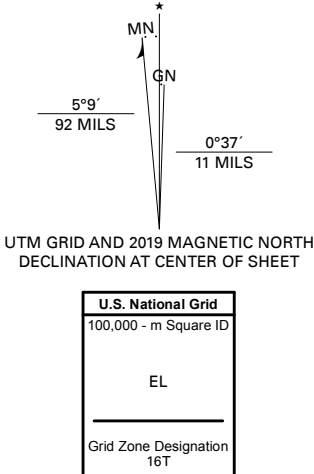 ★
MN
GN
5°9´
92 MILS
0°37´
11 MILS
UTM GRID AND 2019 MAGNETIC NORTH
DECLINATION AT CENTER OF SHEET
U.S. National Grid
100,000 - m Square ID
EL
Grid Zone Designation
16T